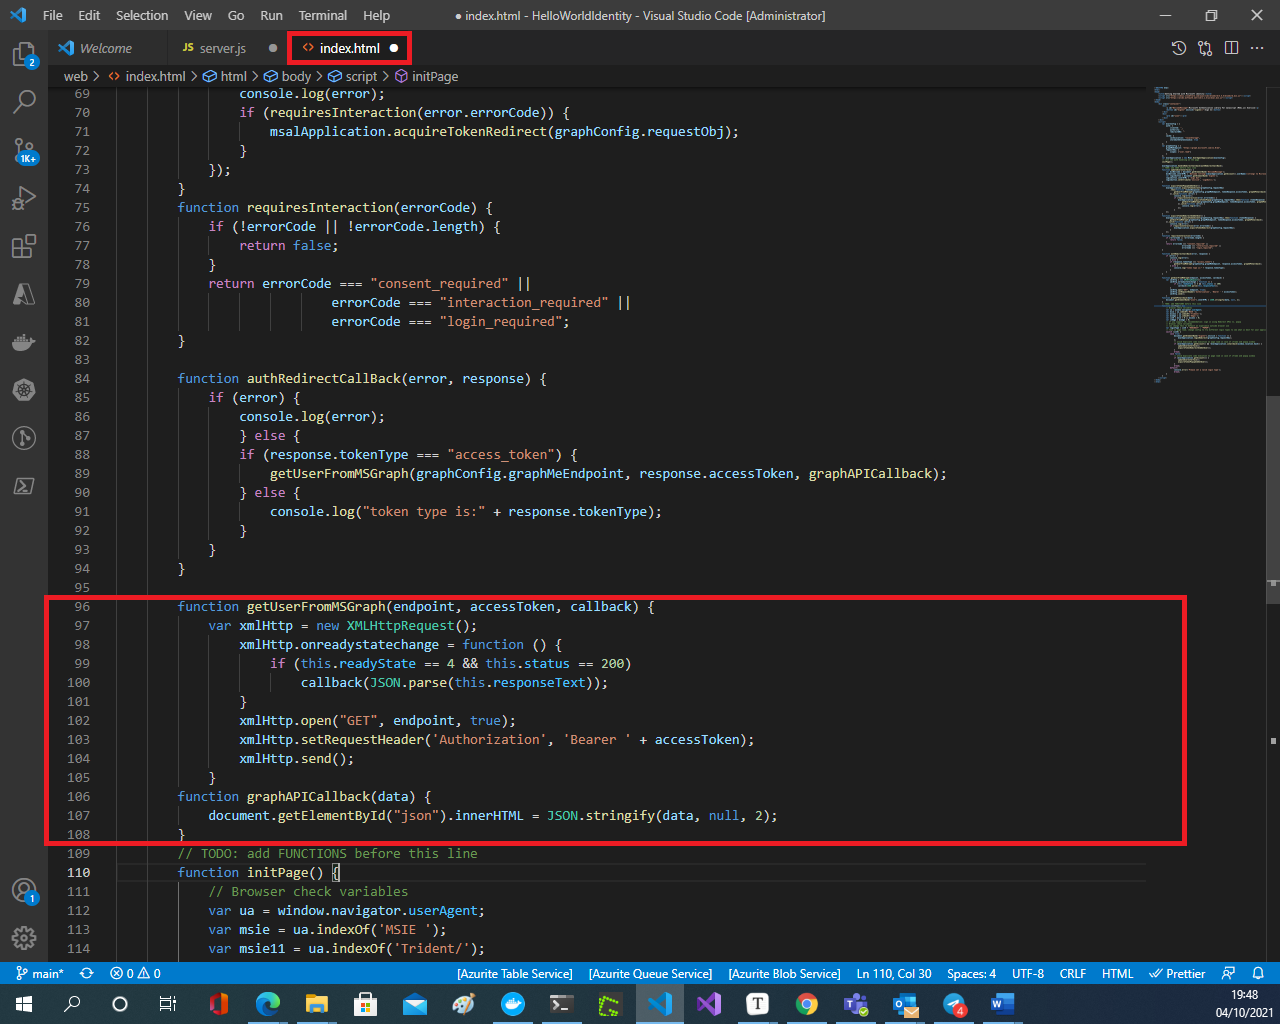 File Edit Selection View Go Run Terminal Help ● index.html - HelloWorldIdentity - Visual Studio Code [Administrator]
Welcome JS server.js ● <> index.html ●
web > <> index.html > html > body > script > initPage
69 console.log(error);
70 if (requiresInteraction(error.errorCode)) {
71 msalApplication.acquireTokenRedirect(graphConfig.requestObj);
72 }
73 });
74 }
75 function requiresInteraction(errorCode) {
76 if (!errorCode || !errorCode.length) {
77 return false;
78 }
79 return errorCode === "consent_required" ||
80 errorCode === "interaction_required" ||
81 errorCode === "login_required";
82 }
83
84 function authRedirectCallBack(error, response) {
85 if (error) {
86 console.log(error);
87 } else {
88 if (response.tokenType === "access_token") {
89 getUserFromMSGraph(graphConfig.graphMeEndpoint, response.accessToken, graphAPICallback);
90 } else {
91 console.log("token type is:" + response.tokenType);
92 }
93 }
94 }
95
96 function getUserFromMSGraph(endpoint, accessToken, callback) {
97 var xmlHttp = new XMLHttpRequest();
98 xmlHttp.onreadystatechange = function () {
99 if (this.readyState == 4 && this.status == 200)
100 callback(JSON.parse(this.responseText));
101 }
102 xmlHttp.open("GET", endpoint, true);
103 xmlHttp.setRequestHeader('Authorization', 'Bearer ' + accessToken);
104 xmlHttp.send();
105 }
106 function graphAPICallback(data) {
107 document.getElementById("json").innerHTML = JSON.stringify(data, null, 2);
108 }
109 // TODO: add FUNCTIONS before this line
110 function initPage() {
111 // Browser check variables
112 var ua = window.navigator.userAgent;
113 var msie = ua.indexOf('MSIE ');
114 var msie11 = ua.indexOf('Trident/');
2
1K+
1
main* 0 0 [Azurite Table Service] [Azurite Queue Service] [Azurite Blob Service] Ln 110, Col 30 Spaces: 4 UTF-8 CRLF HTML Prettier
T 4
19:48
04/10/2021